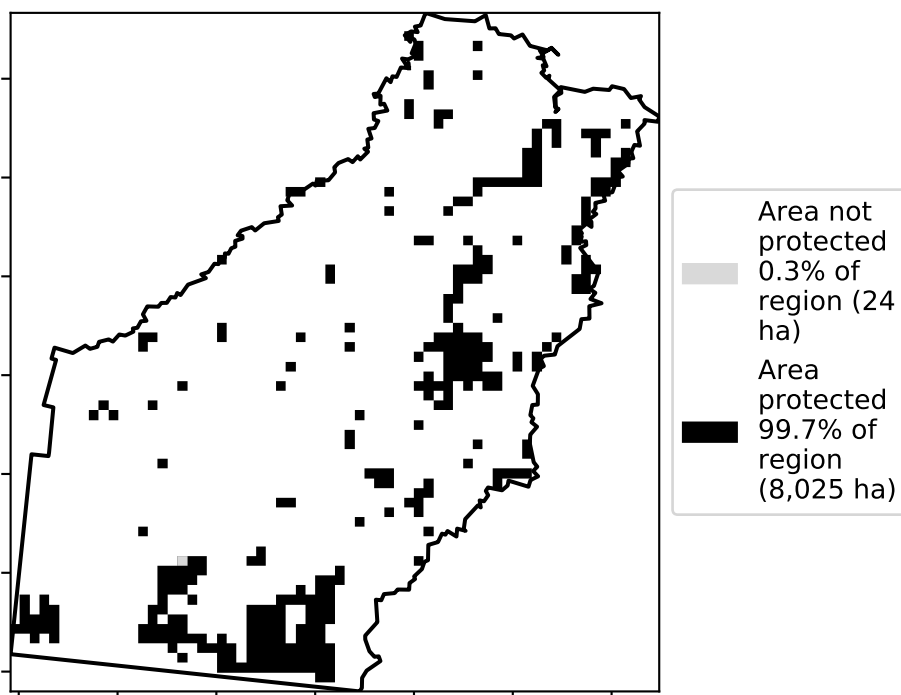 Area not
protected
0.3% of
region (24
ha)
Area
protected
99.7% of
region
(8,025 ha)